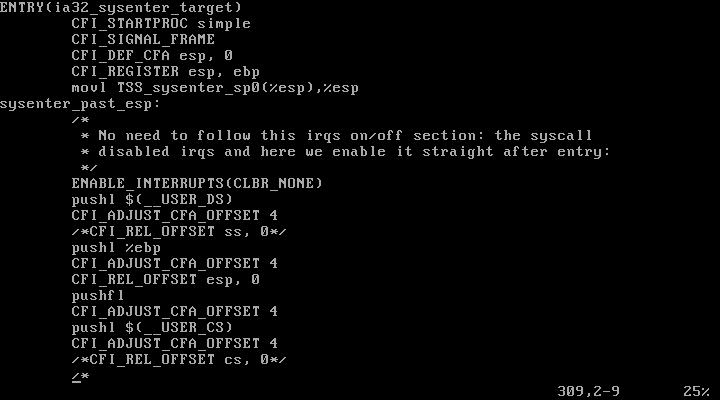 ENTRY(ia32_sysenter_target)
        CFI_STARTPROC simple
        CFI_SIGNAL_FRAME
        CFI_DEF_CFA esp, 0
        CFI_REGISTER esp, ebp
        movl TSS_sysenter_sp0(%esp),%esp
sysenter_past_esp:
        /*
         * No need to follow this irqs on/off section: the syscall
         * disabled irqs and here we enable it straight after entry:
         */
        ENABLE_INTERRUPTS(CLBR_NONE)
        pushl $(__USER_DS)
        CFI_ADJUST_CFA_OFFSET 4
        /*CFI_REL_OFFSET ss, 0*/
        pushl %ebp
        CFI_ADJUST_CFA_OFFSET 4
        CFI_REL_OFFSET esp, 0
        pushfl
        CFI_ADJUST_CFA_OFFSET 4
        pushl $(__USER_CS)
        CFI_ADJUST_CFA_OFFSET 4
        /*CFI_REL_OFFSET cs, 0*/
        /*
309,2-9 25%